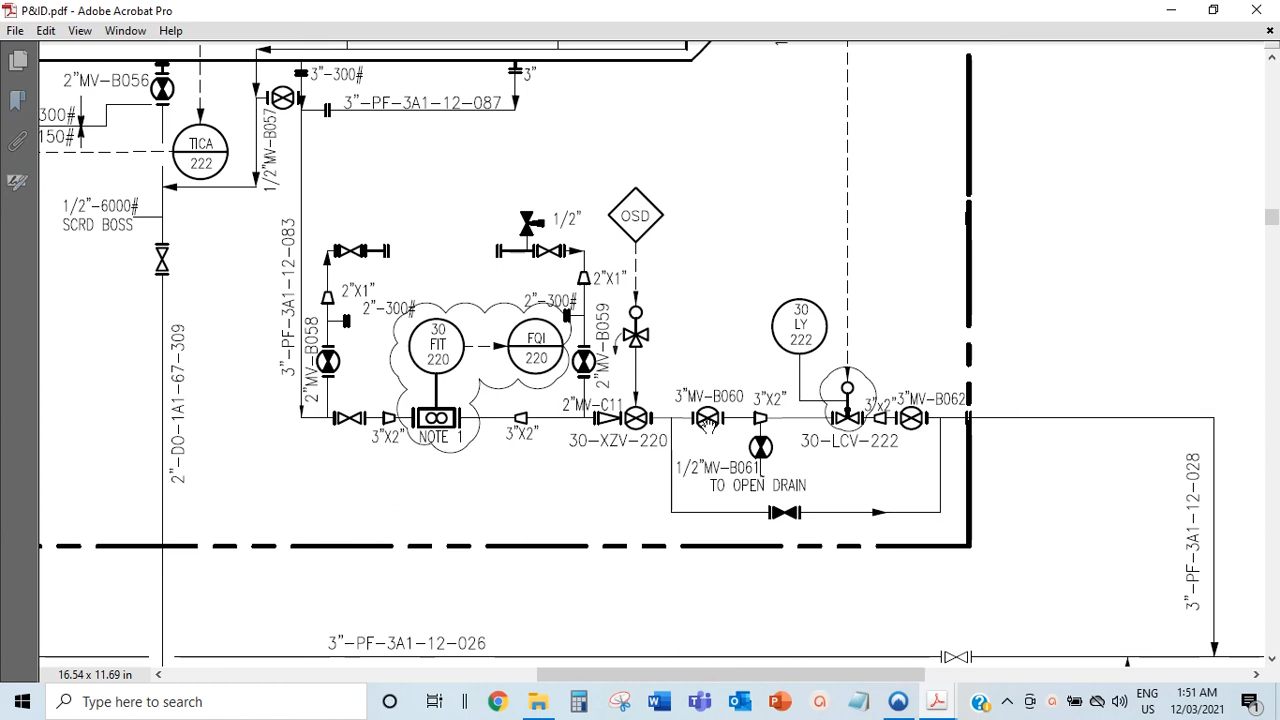 P&ID.pdf - Adobe Acrobat Pro
File Edit View Window Help
2"MV-B056
300#
150#
TICA
222
1/2"MV-B057
3"-300#
3"
3"-PF-3A1-12-087
1/2"-6000#
SCRD BOSS
2"-DO-1A1-67-309
3"-PF-3A1-12-083
1/2"
OSD
2"X1"
2"-300#
2"MV-B058
30
FIT
220
FQI
220
2"X1"
2"-300#
2"MV-B059
30
LY
222
3"X2"
NOTE 1
3"X2"
2"MV-C11
30-XZV-220
3"MV-B060
3"X2"
1/2"MV-B061
TO OPEN DRAIN
30-LCV-222
3"x2"
3"MV-B062
3"-PF-3A1-12-028
3"-PF-3A1-12-026
16.54 x 11.69 in
Type here to search
ENG
IN
1:51 AM
12/03/2021
1